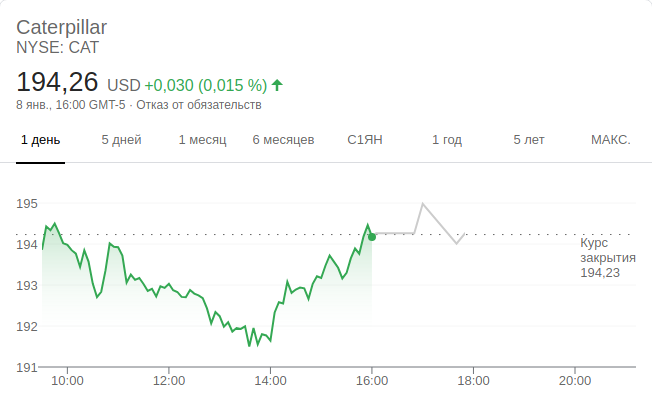 Caterpillar
NYSE: CAT
194,26 USD +0,030 (0,015 %)
8 янв., 16:00 GMT-5 · Отказ от обязательств
1 день 5 дней 1 месяц 6 месяцев С1ЯН 1 год 5 лет МАКС.
195
194
193
192
191
Курс
закрытия
194,23
10:00 12:00 14:00 16:00 18:00 20:00